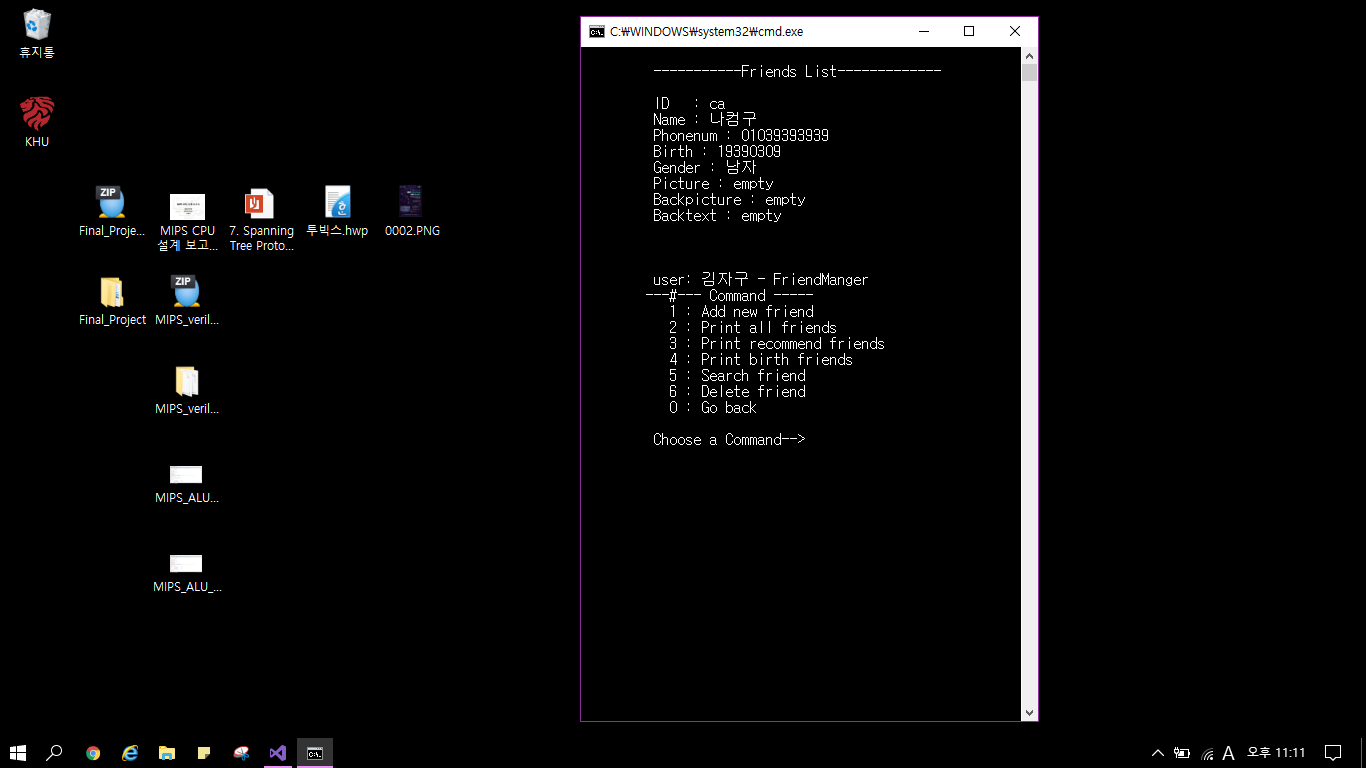 휴지통
KHU
Final_Proje...
MIPS CPU
설계 보고...
7. Spanning
Tree Proto...
투빅스.hwp
0002.PNG
Final_Project
MIPS_veril...
MIPS_veril...
MIPS_ALU...
MIPS_ALU_...
C:₩WINDOWS₩system32₩cmd.exe
-----------Friends List-------------
ID : ca
Name : 나컴구
Phonenum : 01039393939
Birth : 19390309
Gender : 남자
Picture : empty
Backpicture : empty
Backtext : empty
user: 김자구 - FriendManger
---#--- Command -----
1 : Add new friend
2 : Print all friends
3 : Print recommend friends
4 : Print birth friends
5 : Search friend
6 : Delete friend
0 : Go back
Choose a Command-->
A 오후 11:11